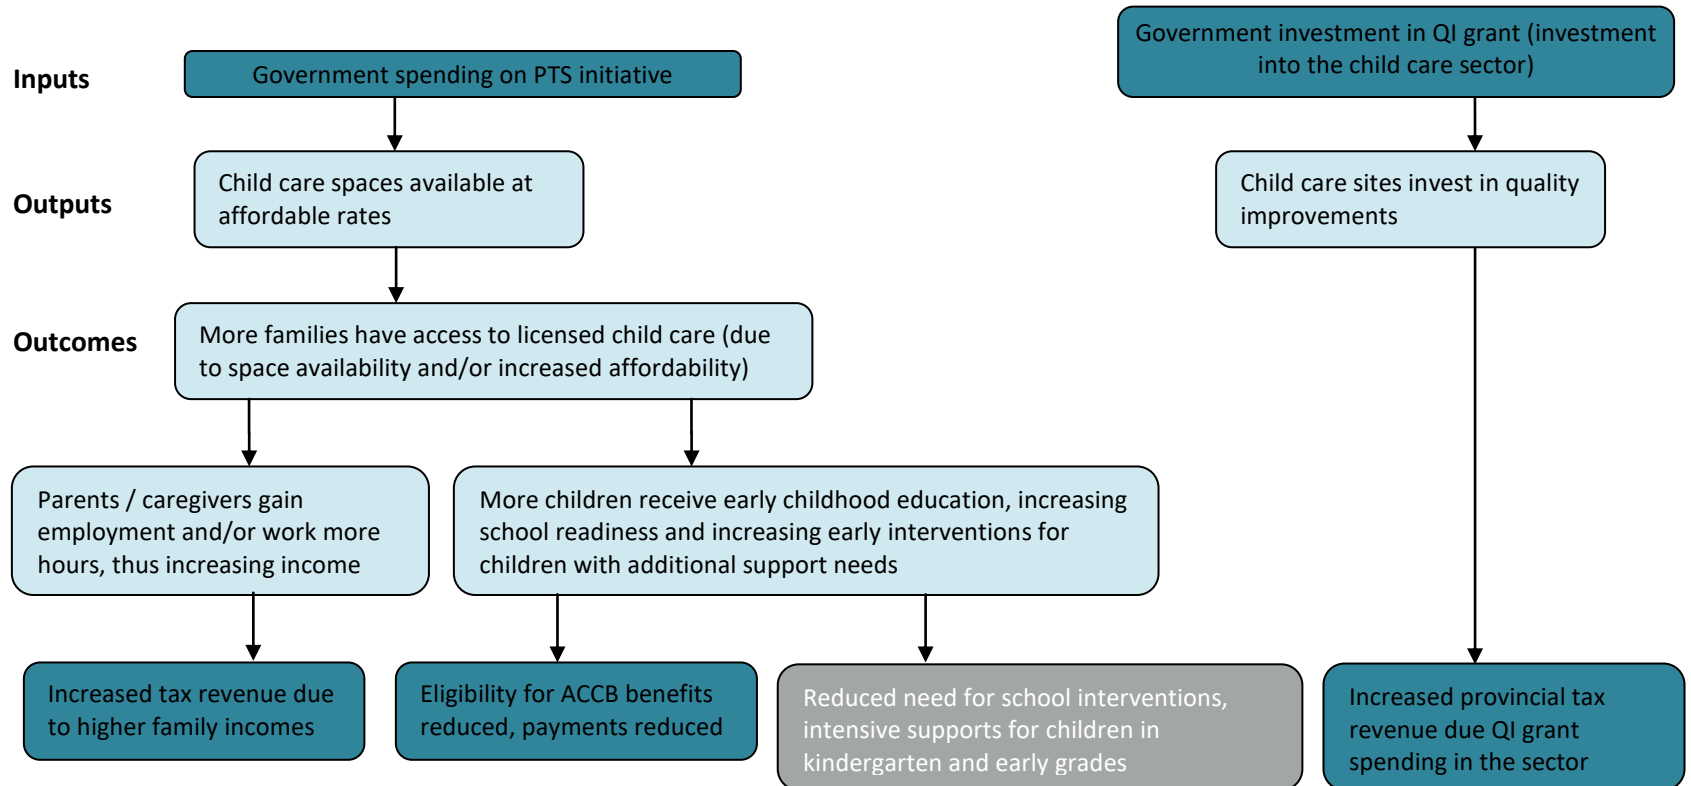 Inputs
Government spending on PTS initiative
Government investment in QI grant (investment
into the child care sector)
Outputs
Child care spaces available at
affordable rates
Child care sites invest in quality
improvements
Outcomes
More families have access to licensed child care (due
to space availability and/or increased affordability)
Parents / caregivers gain
employment and/or work more
hours, thus increasing income
More children receive early childhood education, increasing
school readiness and increasing early interventions for
children with additional support needs
Increased tax revenue due
to higher family incomes
Eligibility for ACCB benefits
reduced, payments reduced
Reduced need for school interventions,
intensive supports for children in
kindergarten and early grades
Increased provincial tax
revenue due QI grant
spending in the sector